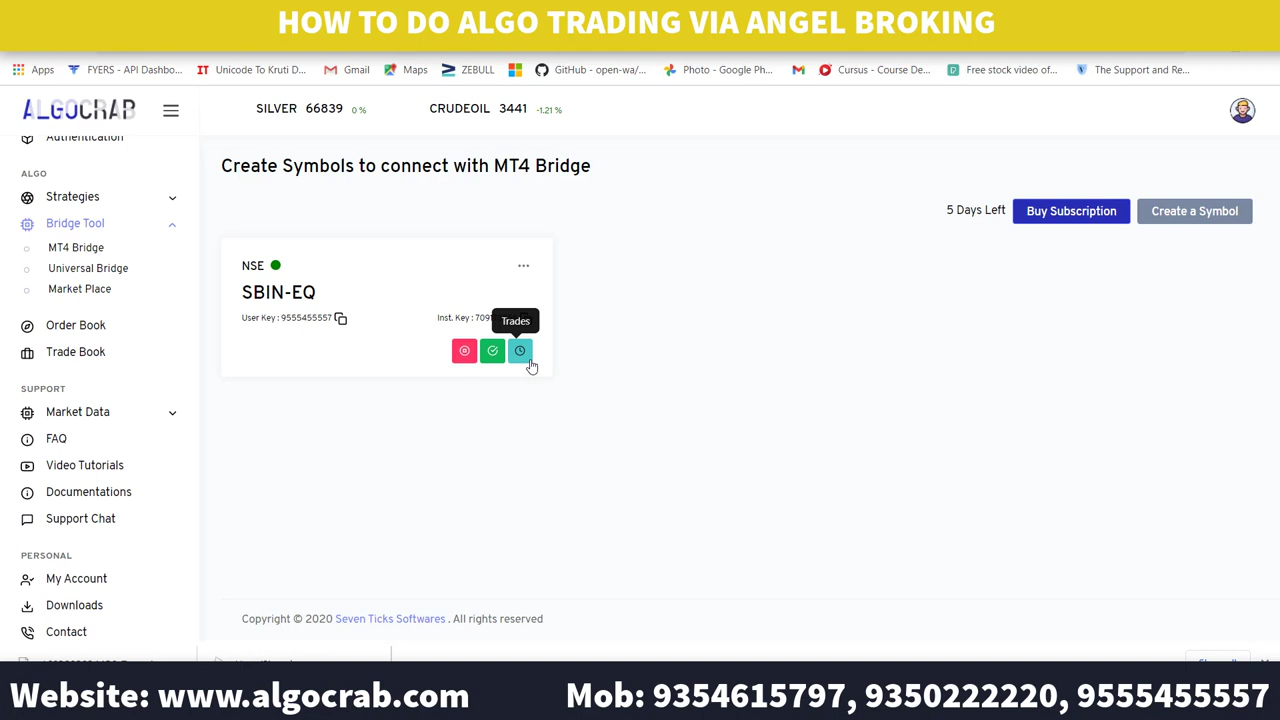 HOW TO DO ALGO TRADING VIA ANGEL BROKING
Apps FYERS - API Dashbo... Unicode To Kruti D... Gmail Maps ZEBULL GitHub - open-wa/... Photo - Google Ph... Cursus - Course De... Free stock video of... The Support and Re...
ALGOCRAB SILVER 66839 0 % CRUDEOIL 3441 -1.21 %
Authentication
Create Symbols to connect with MT4 Bridge
ALGO
Strategies
5 Days Left Buy Subscription Create a Symbol
Bridge Tool
MT4 Bridge
Universal Bridge
Market Place
NSE
SBIN-EQ
User Key : 9555455557 Inst. Key : 7091
Trades
Order Book
Trade Book
SUPPORT
Market Data
FAQ
Video Tutorials
Documentations
Support Chat
PERSONAL
My Account
Downloads
Contact
Copyright © 2020 Seven Ticks Softwares . All rights reserved
Website: www.algocrab.com Mob: 9354615797, 9350222220, 9555455557